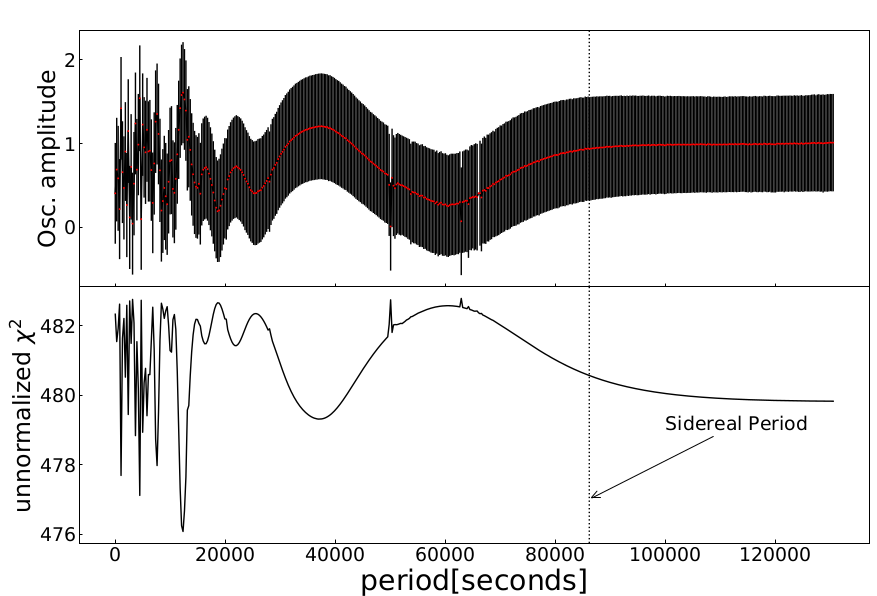 2
1
0
Osc. amplitude
482
480
478
476
unnormalized χ²
Sidereal Period
0 20000 40000 60000 80000 100000 120000
period[seconds]